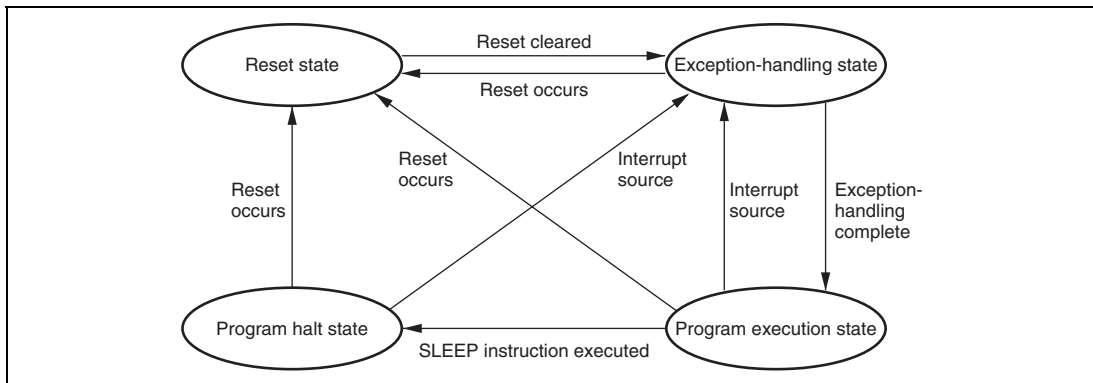 Reset cleared
Reset state
Exception-handling state
Reset occurs
Reset
occurs
Interrupt
source
Reset
occurs
Interrupt
source
Exception-
handling
complete
Program halt state
Program execution state
SLEEP instruction executed